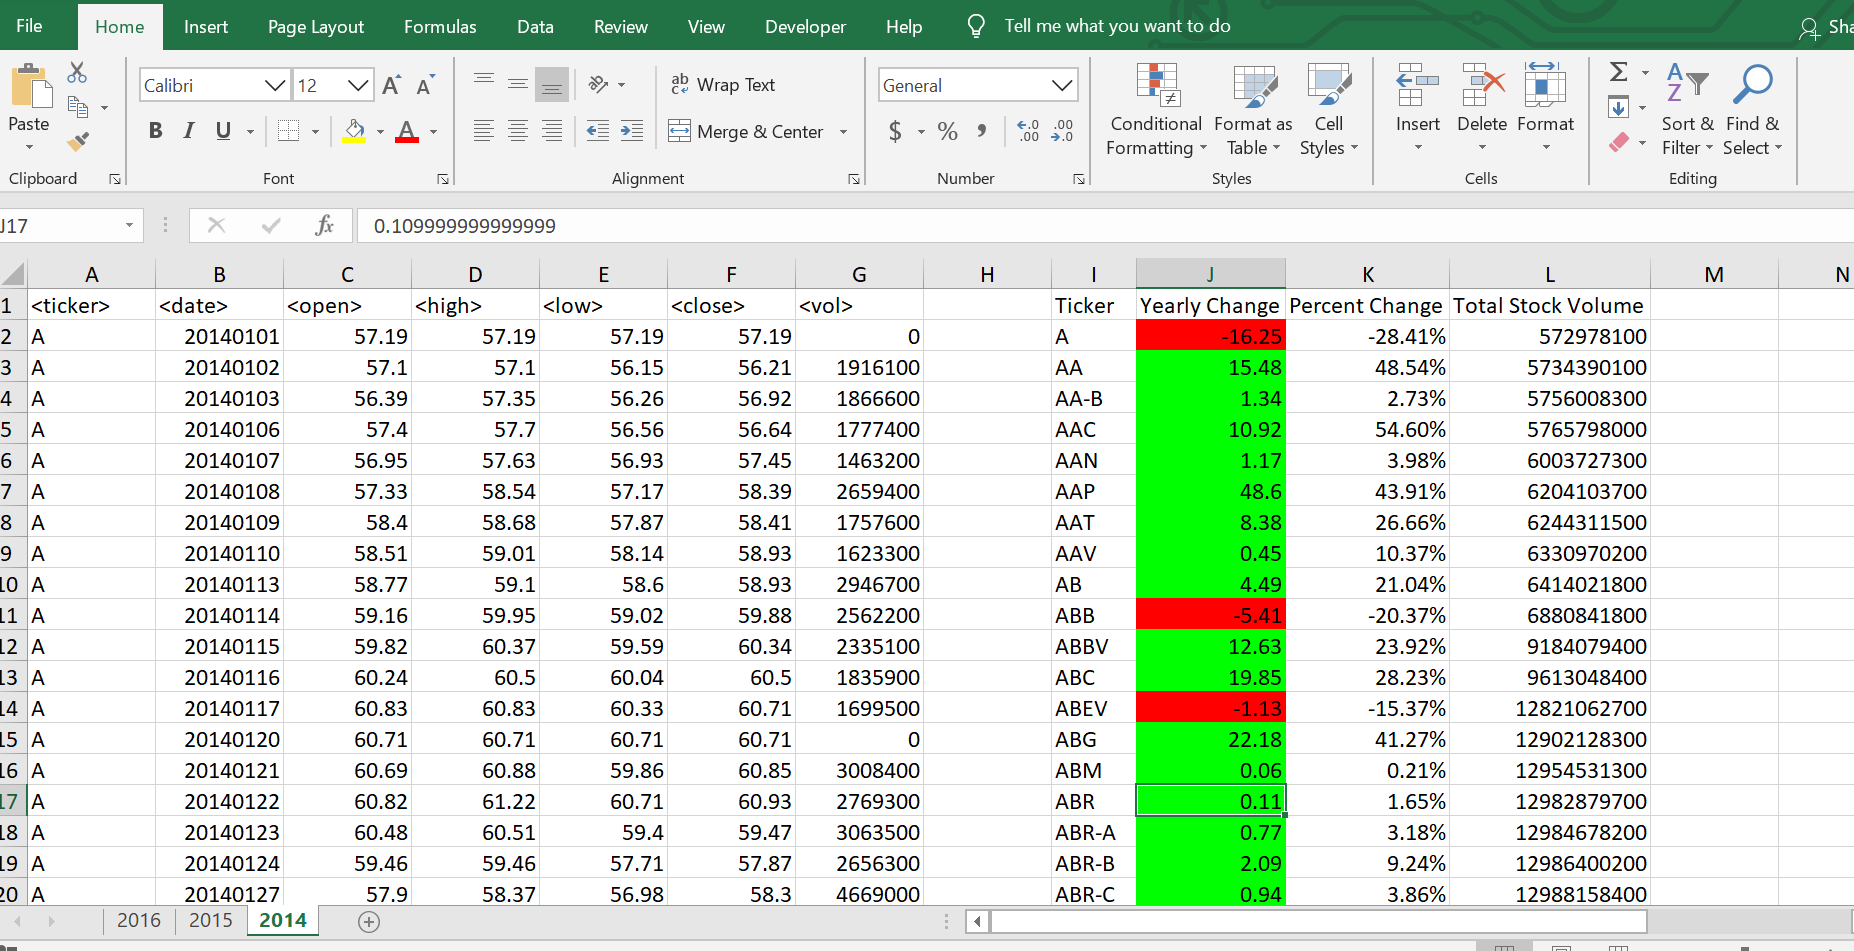 File Home Insert Page Layout Formulas Data Review View Developer Help Tell me what you want to do Sha
Calibri 12 A A ab Wrap Text General Σ A Z
Paste B I U A Merge & Center $ % , .0 .00 .00 .0 Conditional Formatting Format as Table Cell Styles Insert Delete Format Sort & Filter Find & Select
Clipboard Font Alignment Number Styles Cells Editing
J17 fx 0.109999999999999
A B C D E F G H I J K L M N
1 <ticker> <date> <open> <high> <low> <close> <vol> Ticker Yearly Change Percent Change Total Stock Volume
2 A 20140101 57.19 57.19 57.19 57.19 0 A -16.25 -28.41% 572978100
3 A 20140102 57.1 57.1 56.15 56.21 1916100 AA 15.48 48.54% 5734390100
4 A 20140103 56.39 57.35 56.26 56.92 1866600 AA-B 1.34 2.73% 5756008300
5 A 20140106 57.4 57.7 56.56 56.64 1777400 AAC 10.92 54.60% 5765798000
6 A 20140107 56.95 57.63 56.93 57.45 1463200 AAN 1.17 3.98% 6003727300
7 A 20140108 57.33 58.54 57.17 58.39 2659400 AAP 48.6 43.91% 6204103700
8 A 20140109 58.4 58.68 57.87 58.41 1757600 AAT 8.38 26.66% 6244311500
9 A 20140110 58.51 59.01 58.14 58.93 1623300 AAV 0.45 10.37% 6330970200
10 A 20140113 58.77 59.1 58.6 58.93 2946700 AB 4.49 21.04% 6414021800
11 A 20140114 59.16 59.95 59.02 59.88 2562200 ABB -5.41 -20.37% 6880841800
12 A 20140115 59.82 60.37 59.59 60.34 2335100 ABBV 12.63 23.92% 9184079400
13 A 20140116 60.24 60.5 60.04 60.5 1835900 ABC 19.85 28.23% 9613048400
14 A 20140117 60.83 60.83 60.33 60.71 1699500 ABEV -1.13 -15.37% 12821062700
15 A 20140120 60.71 60.71 60.71 60.71 0 ABG 22.18 41.27% 12902128300
16 A 20140121 60.69 60.88 59.86 60.85 3008400 ABM 0.06 0.21% 12954531300
17 A 20140122 60.82 61.22 60.71 60.93 2769300 ABR 0.11 1.65% 12982879700
18 A 20140123 60.48 60.51 59.4 59.47 3063500 ABR-A 0.77 3.18% 12984678200
19 A 20140124 59.46 59.46 57.71 57.87 2656300 ABR-B 2.09 9.24% 12986400200
20 A 20140127 57.9 58.37 56.98 58.3 4669000 ABR-C 0.94 3.86% 12988158400
2016 2015 2014